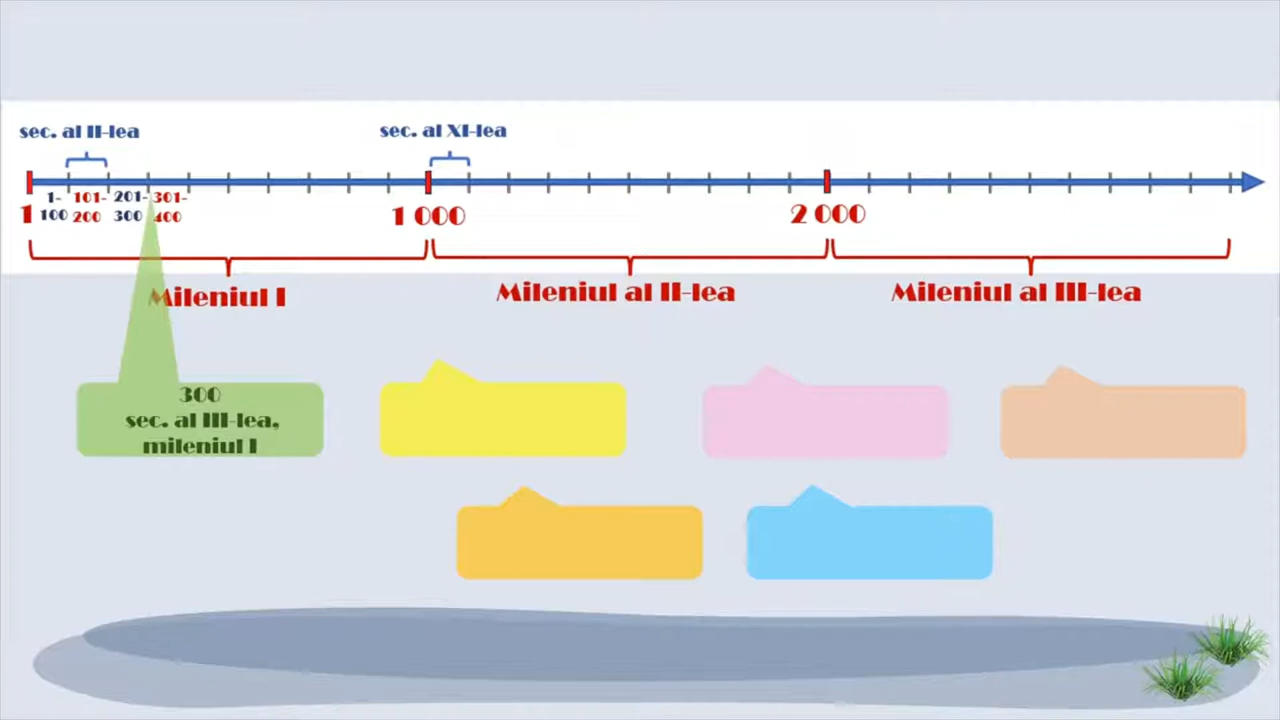 sec. al II-lea
sec. al XI-lea
1-
101-
201-
301-
1
100
200
300
400
1 000
2 000
Mileniul I
Mileniul al II-lea
Mileniul al III-lea
300
sec. al III-lea,
mileniul I